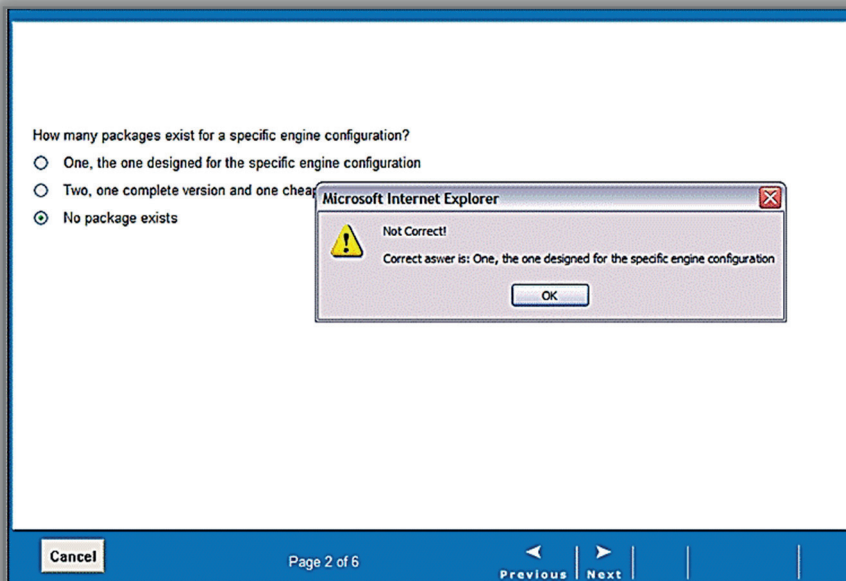 How many packages exist for a specific engine configuration?
One, the one designed for the specific engine configuration
Two, one complete version and one cheap
Microsoft Internet Explorer
No package exists
Not Correct!
Correct aswer is: One, the one designed for the specific engine configuration
OK
Cancel
Page 2 of 6
Previous
Next